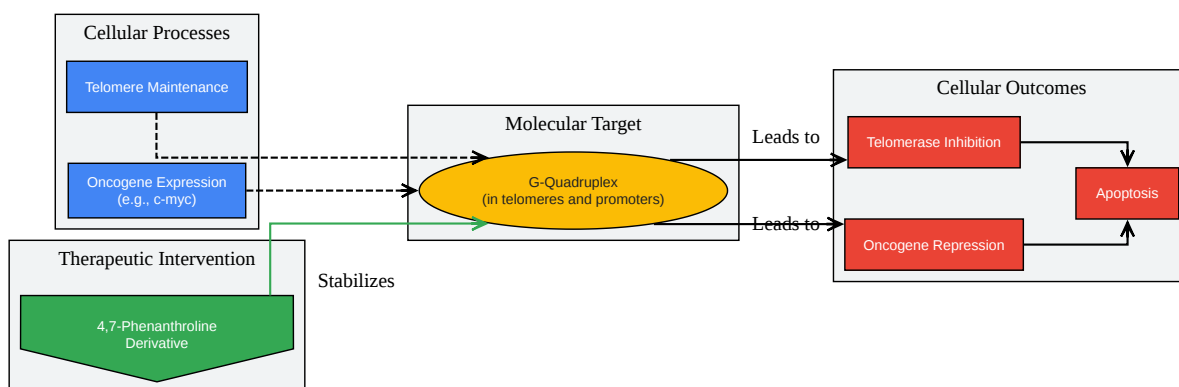 Cellular Processes
Telomere Maintenance
Oncogene Expression
(e.g., c-myc)
Therapeutic Intervention
4,7-Phenanthroline
Derivative
Stabilizes
Molecular Target
G-Quadruplex
(in telomeres and promoters)
Leads to
Leads to
Cellular Outcomes
Telomerase Inhibition
Oncogene Repression
Apoptosis